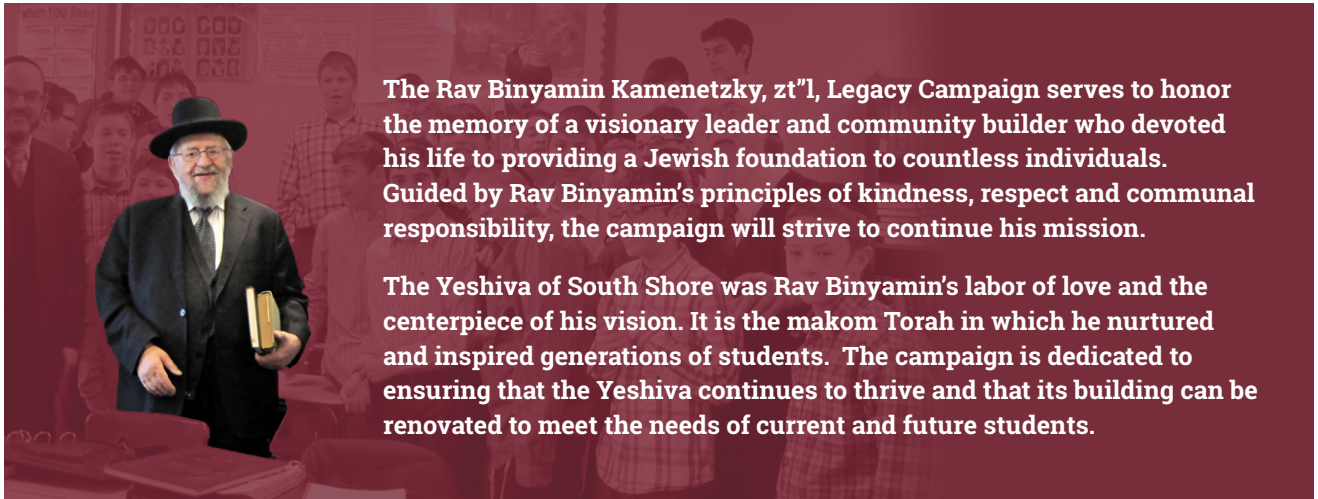 when YOU Read
The Rav Binyamin Kamenetzky, zt”l, Legacy Campaign serves to honor
the memory of a visionary leader and community builder who devoted
his life to providing a Jewish foundation to countless individuals.
Guided by Rav Binyamin’s principles of kindness, respect and communal
responsibility, the campaign will strive to continue his mission.
The Yeshiva of South Shore was Rav Binyamin’s labor of love and the
centerpiece of his vision. It is the makom Torah in which he nurtured
and inspired generations of students.  The campaign is dedicated to
ensuring that the Yeshiva continues to thrive and that its building can be
renovated to meet the needs of current and future students.